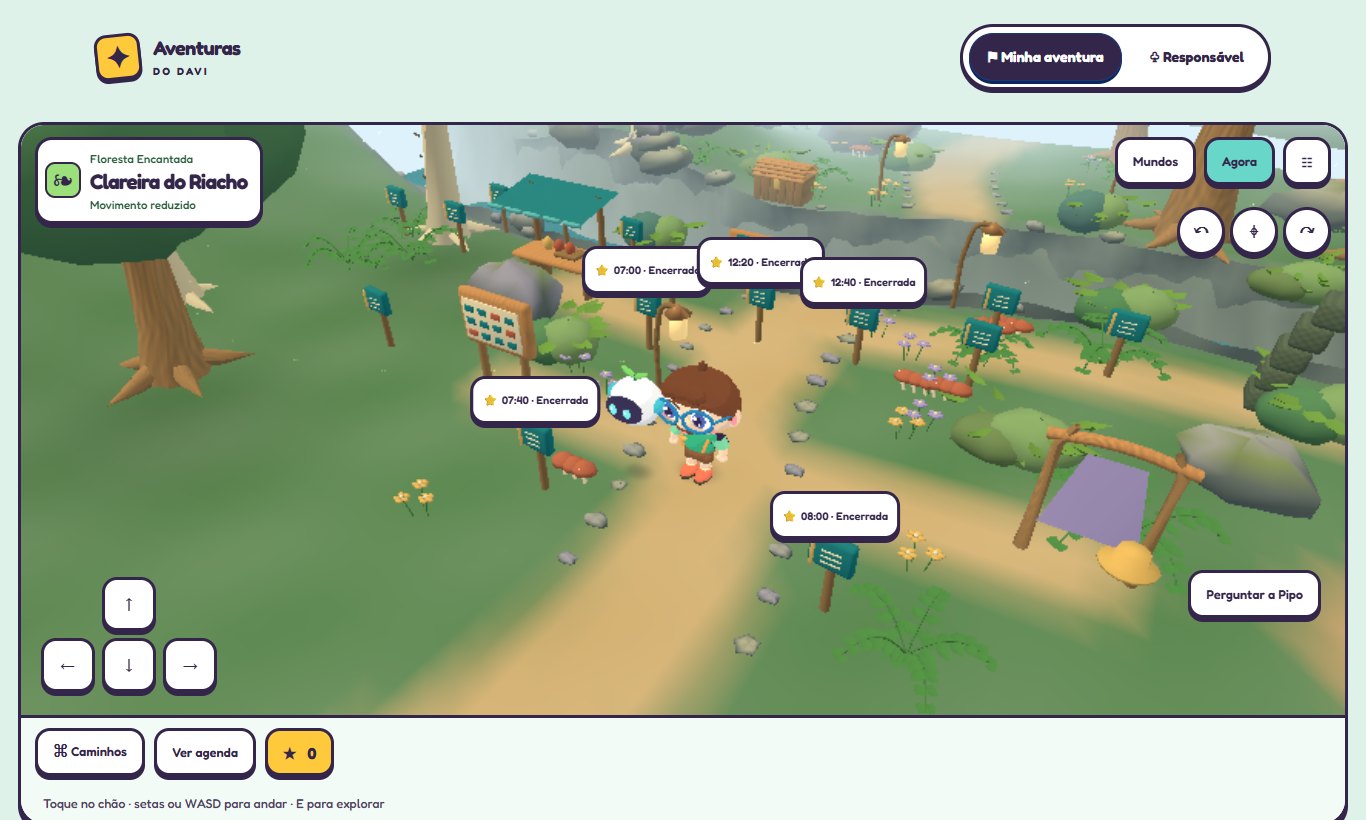 Aventuras
DO DAVI
Minha aventura
Responsável
Floresta Encantada
Clareira do Riacho
Movimento reduzido
Mundos
Agora
07:00 · Encerrada
12:20 · Encerrad
12:40 · Encerrada
07:40 · Encerrada
08:00 · Encerrada
Perguntar a Pipo
Caminhos
Ver agenda
0
Toque no chão · setas ou WASD para andar · E para explorar